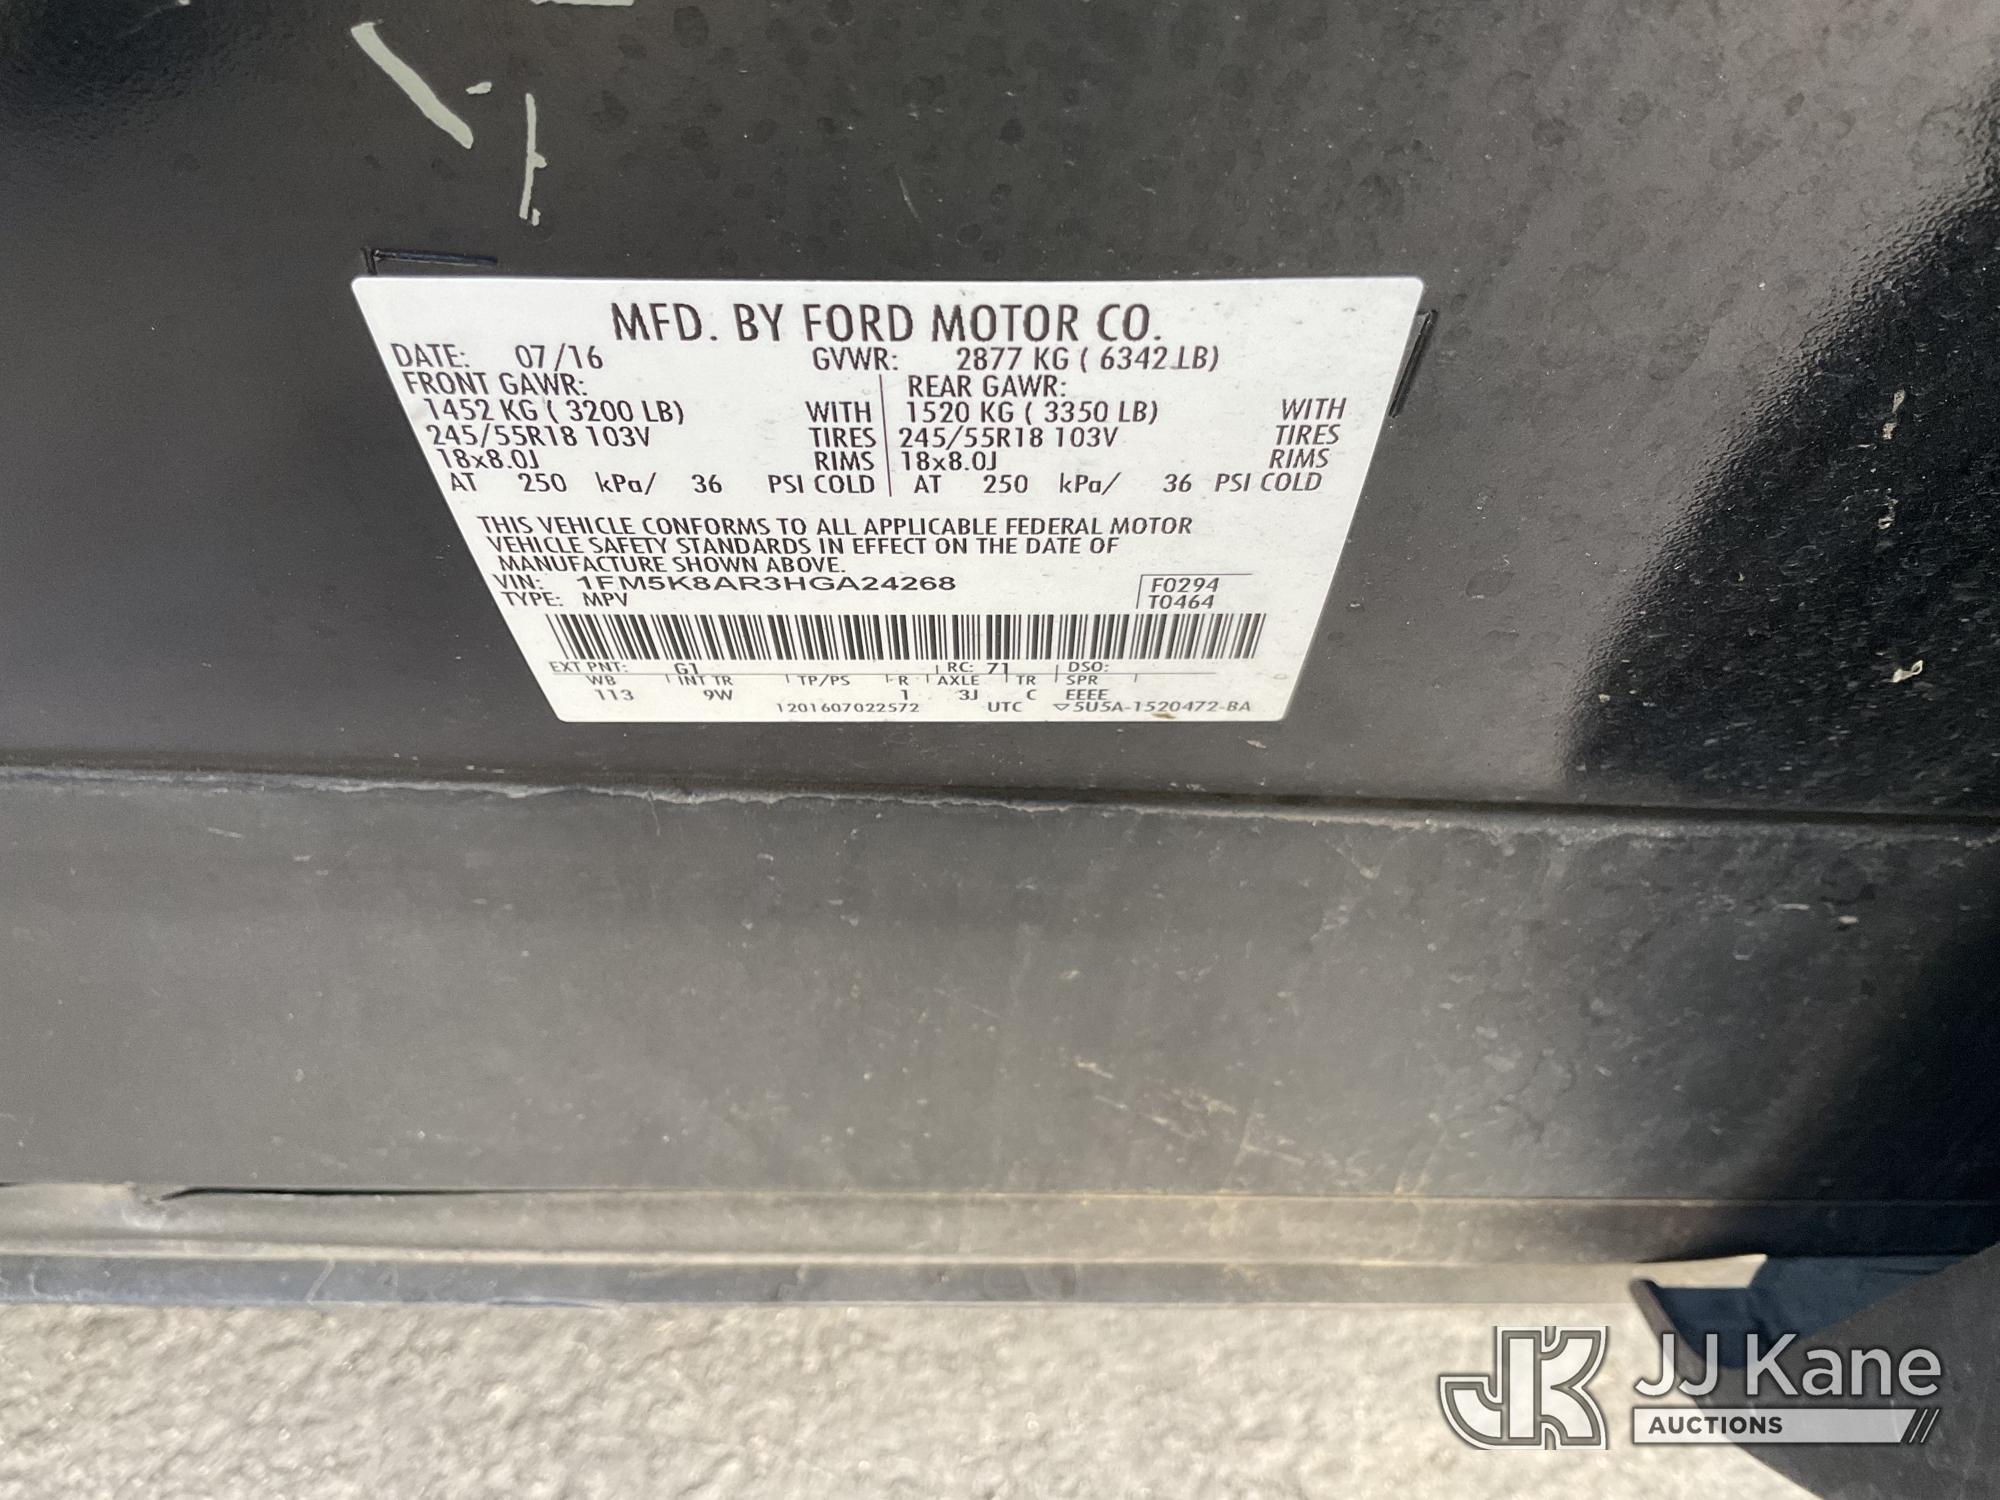 MFD. BY FORD MOTOR CO.
DATE: 07/16 GVWR: 2877 KG ( 6342 LB)
FRONT GAWR: REAR GAWR:
1452 KG ( 3200 LB) WITH 1520 KG ( 3350 LB) WITH
245/55R18 103V TIRES 245/55R18 103V TIRES
18x8.0J RIMS 18x8.0J RIMS
AT 250 kPa/ 36 PSI COLD AT 250 kPa/ 36 PSI COLD
THIS VEHICLE CONFORMS TO ALL APPLICABLE FEDERAL MOTOR
VEHICLE SAFETY STANDARDS IN EFFECT ON THE DATE OF
MANUFACTURE SHOWN ABOVE.
VIN: 1FM5K8AR3HGA24268 F0294
TYPE: MPV T0464
EXT PNT: G1 RC: 71 DSO:
WB INT TR TP/PS R AXLE TR SPR
113 9W 1 3J C EEEE
1201607022572 UTC ▽5U5A-1520472-BA
JK JJ Kane
AUCTIONS